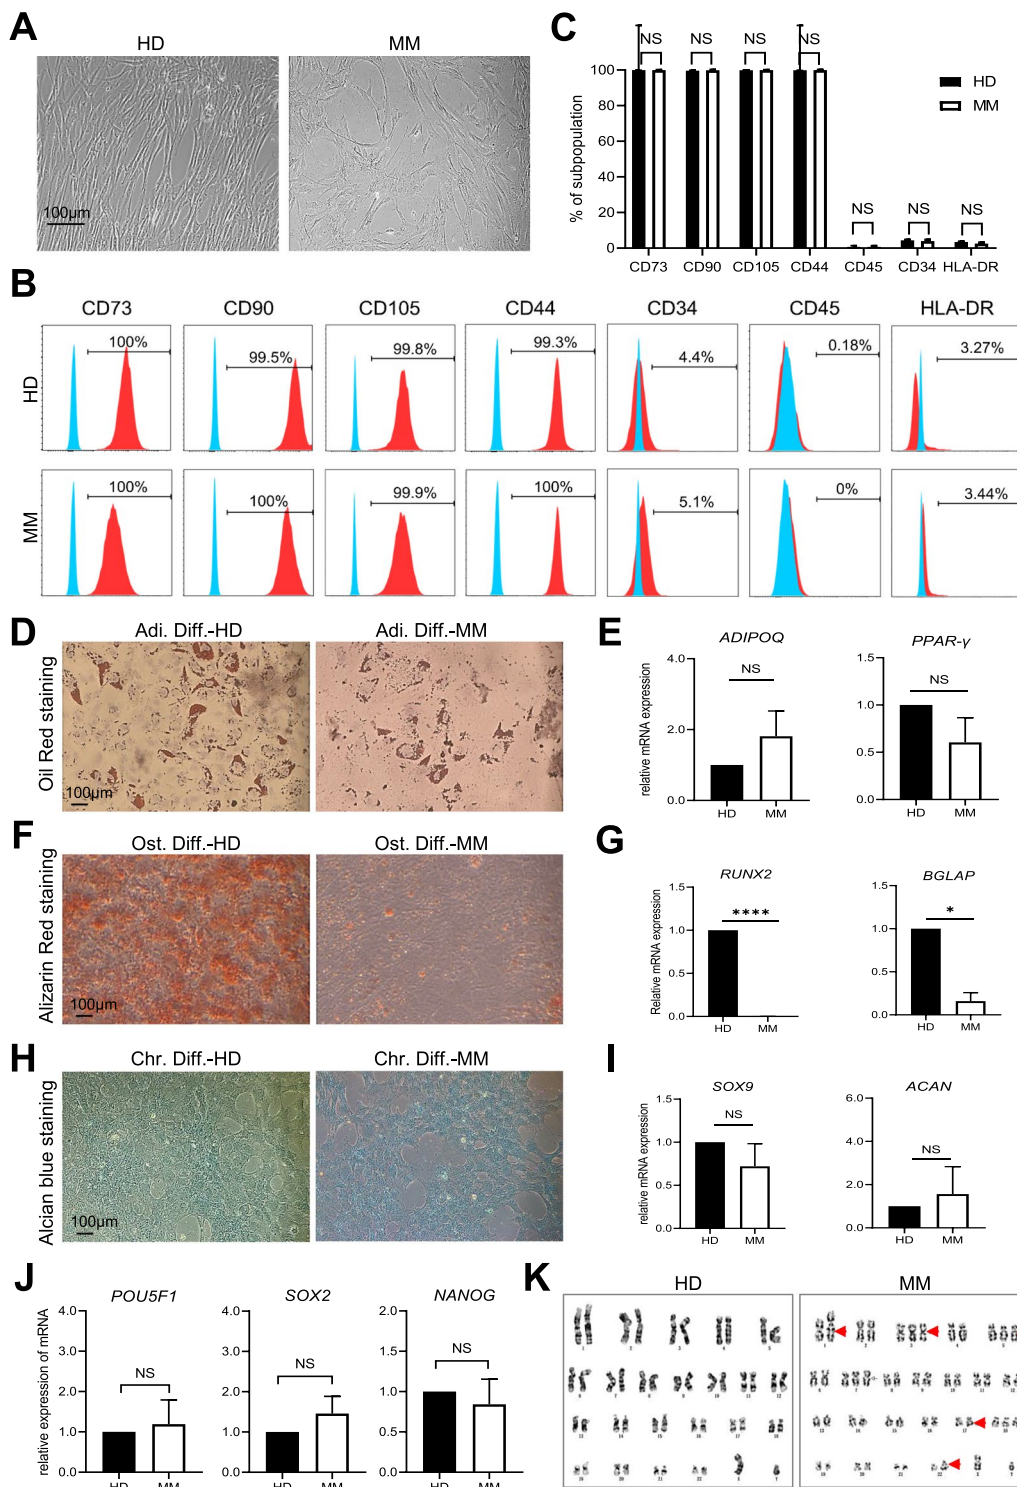 A
HD
MM
100μm
C
NS NS NS NS
% of subpopulation
100
80
60
40
20
0
HD
MM
NS NS NS
CD73 CD90 CD105 CD44 CD45 CD34 HLA-DR
B
CD73 CD90 CD105 CD44 CD34 CD45 HLA-DR
HD
100% 99.5% 99.8% 99.3% 4.4% 0.18% 3.27%
MM
100% 100% 99.9% 100% 5.1% 0% 3.44%
D
Adi. Diff.-HD Adi. Diff.-MM
Oil Red staining
100μm
E
ADIPOQ
relative mRNA expression
4.0
3.0
2.0
1.0
0.0
NS
HD MM
PPAR-γ
1.5
1.0
0.5
0.0
NS
HD MM
F
Ost. Diff.-HD Ost. Diff.-MM
Alizarin Red staining
100μm
G
RUNX2
Relative mRNA expression
1.5
1.0
0.5
0.0
****
HD MM
BGLAP
1.5
1.0
0.5
0.0
*
HD MM
H
Chr. Diff.-HD Chr. Diff.-MM
Alcian blue staining
100μm
I
SOX9
relative mRNA expression
1.5
1.0
0.5
0.0
NS
HD MM
ACAN
6.0
4.0
2.0
0.0
NS
HD MM
J
POU5F1
relative expression of mRNA
4.0
3.0
2.0
1.0
0.0
NS
HD MM
SOX2
4.0
3.0
2.0
1.0
0.0
NS
HD MM
NANOG
2.0
1.5
1.0
0.5
0.0
NS
HD MM
K
HD
MM